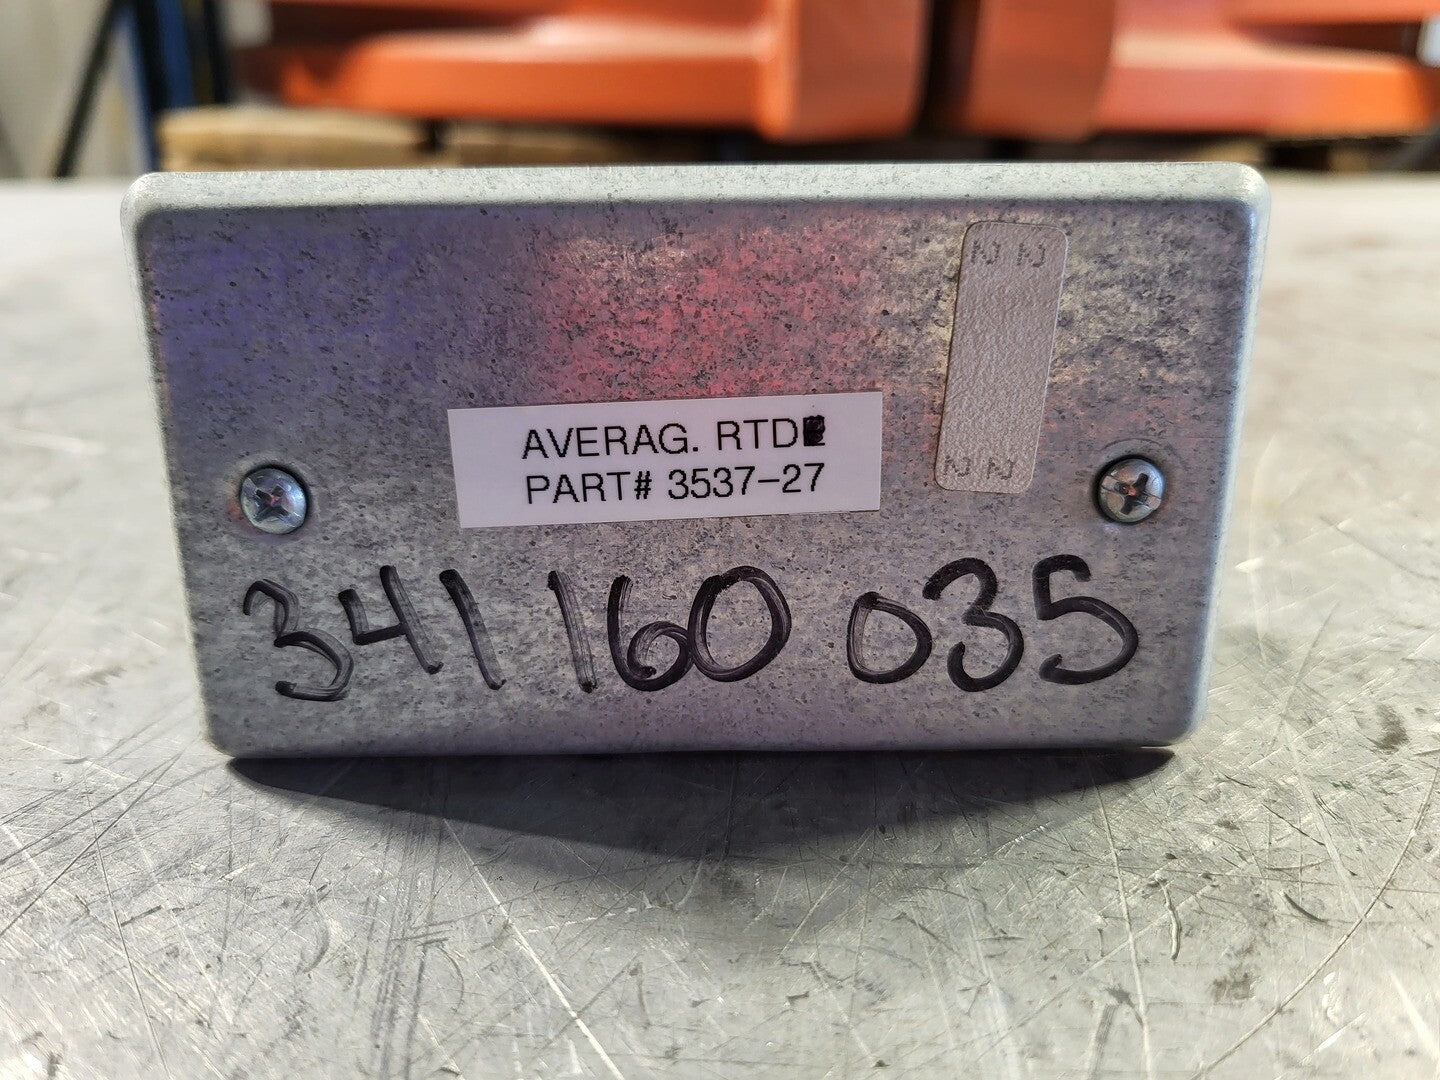 AVERAG. RTD
PART# 3537-27
341 160 035